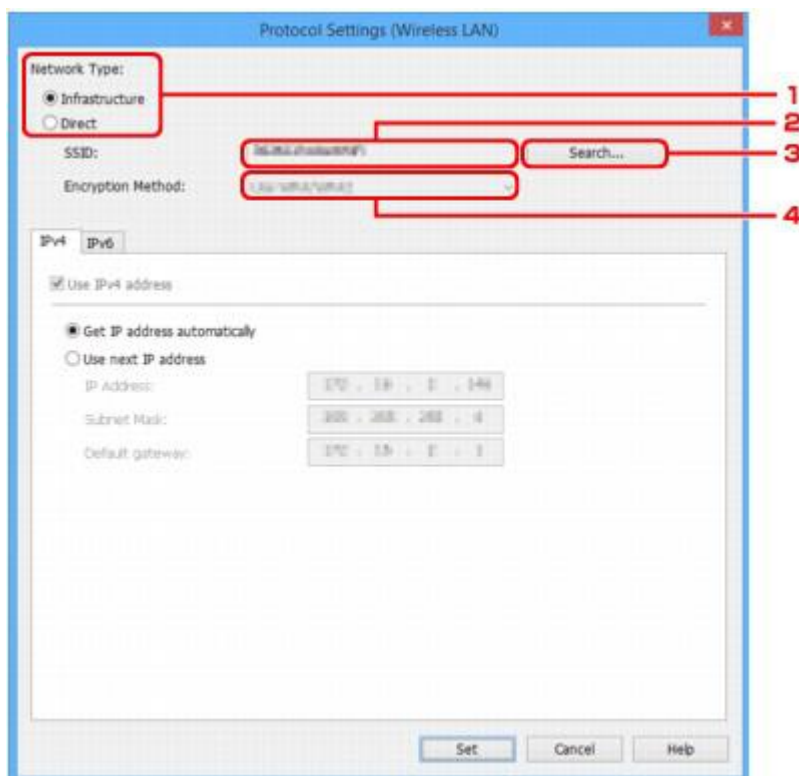 Protocol Settings (Wireless LAN)
Network Type:
Infrastructure
1
Direct
2
SSID:
Search...
3
Encryption Method:
4
IPv4 IPv6
Use IPv4 address
Get IP address automatically
Use next IP address
IP Address:
Subnet Mask:
Default gateway:
Set Cancel Help